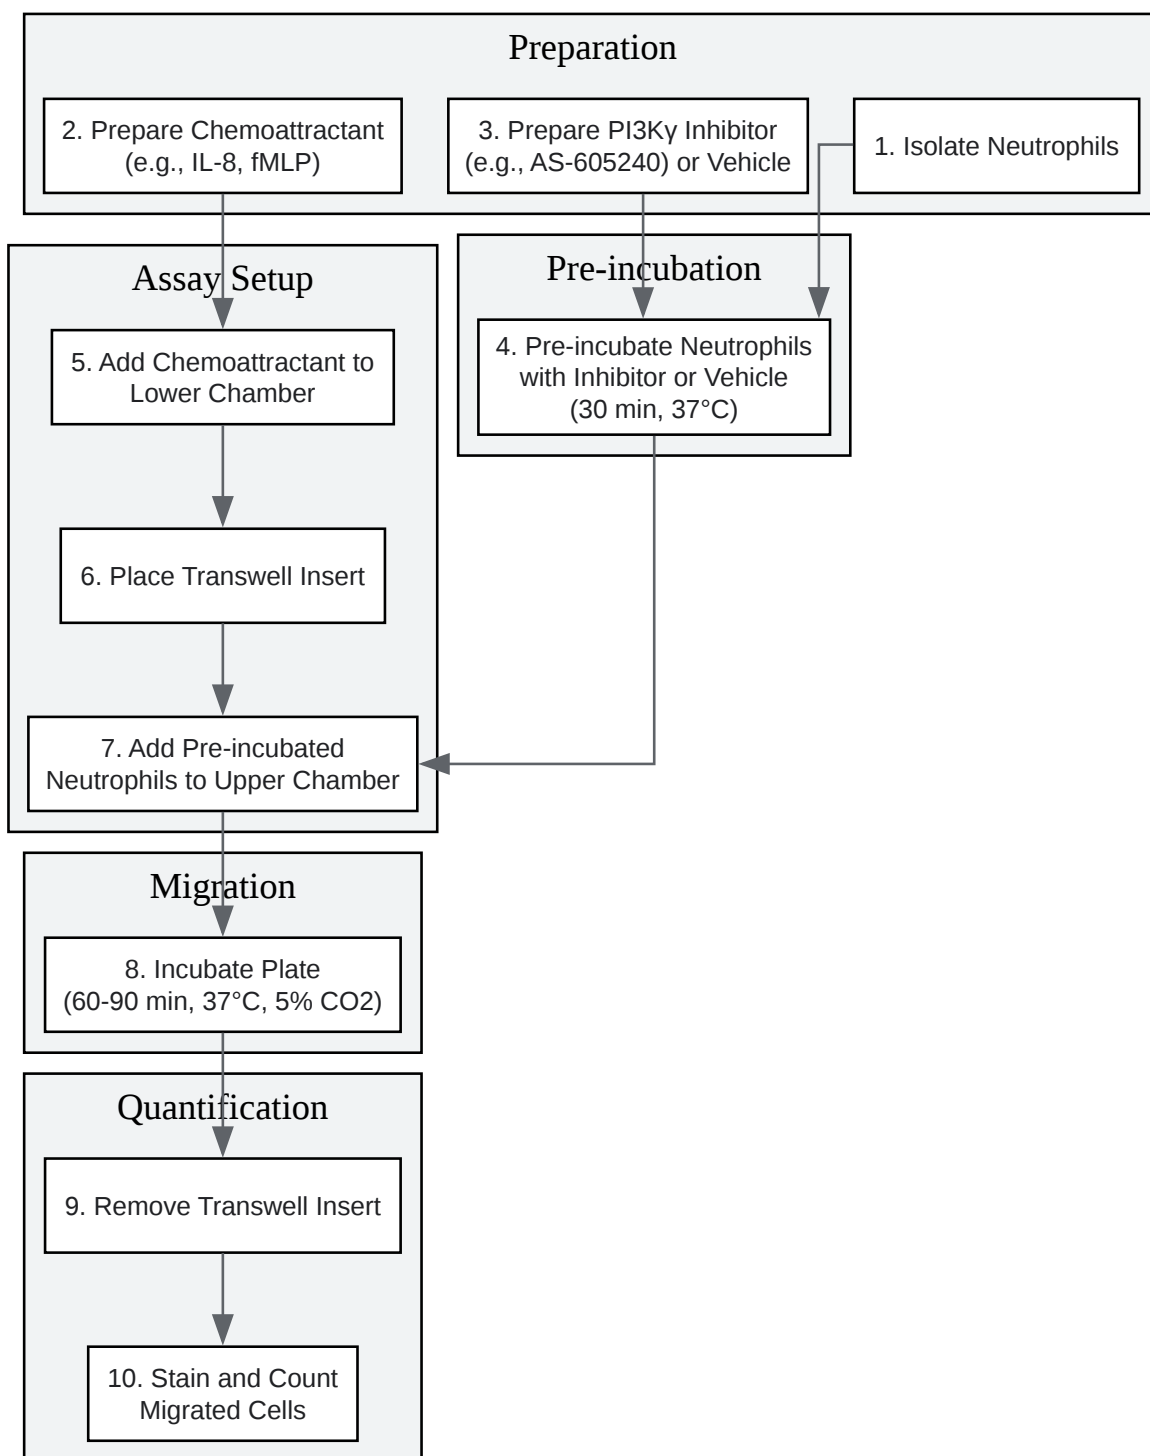 Preparation
2. Prepare Chemoattractant
(e.g., IL-8, fMLP)
3. Prepare PI3Kγ Inhibitor
(e.g., AS-605240) or Vehicle
1. Isolate Neutrophils
Assay Setup
Pre-incubation
5. Add Chemoattractant to
Lower Chamber
4. Pre-incubate Neutrophils
with Inhibitor or Vehicle
(30 min, 37°C)
6. Place Transwell Insert
7. Add Pre-incubated
Neutrophils to Upper Chamber
Migration
8. Incubate Plate
(60-90 min, 37°C, 5% CO2)
Quantification
9. Remove Transwell Insert
10. Stain and Count
Migrated Cells